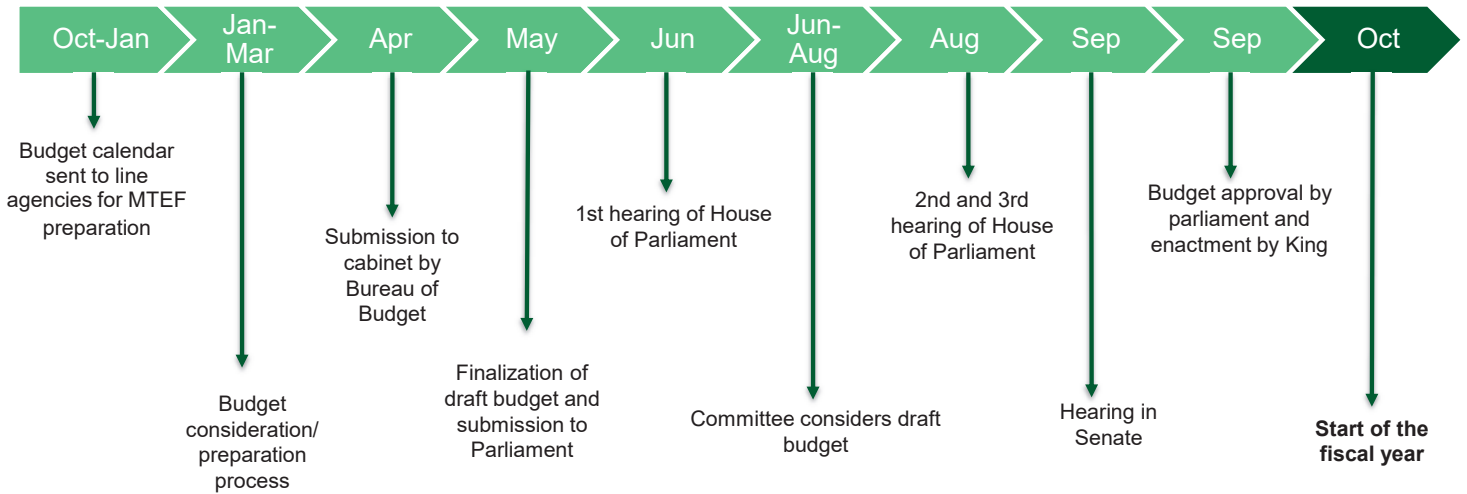 Oct-Jan
Jan-
Mar
Apr
May
Jun
Jun-
Aug
Aug
Sep
Sep
Oct
Budget calendar
sent to line
agencies for MTEF
preparation
Budget
consideration/
preparation
process
Submission to
cabinet by
Bureau of
Budget
Finalization of
draft budget and
submission to
Parliament
1st hearing of House
of Parliament
Committee considers draft
budget
2nd and 3rd
hearing of House
of Parliament
Hearing in
Senate
Budget approval by
parliament and
enactment by King
Start of the
fiscal year